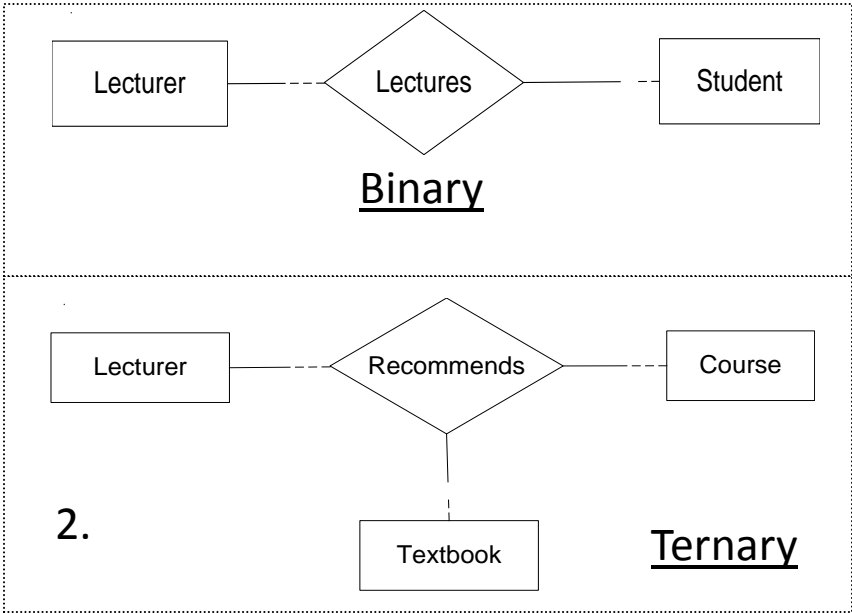 Lecturer
Lectures
Student
Binary
Lecturer
Recommends
Course
2.
Textbook
Ternary